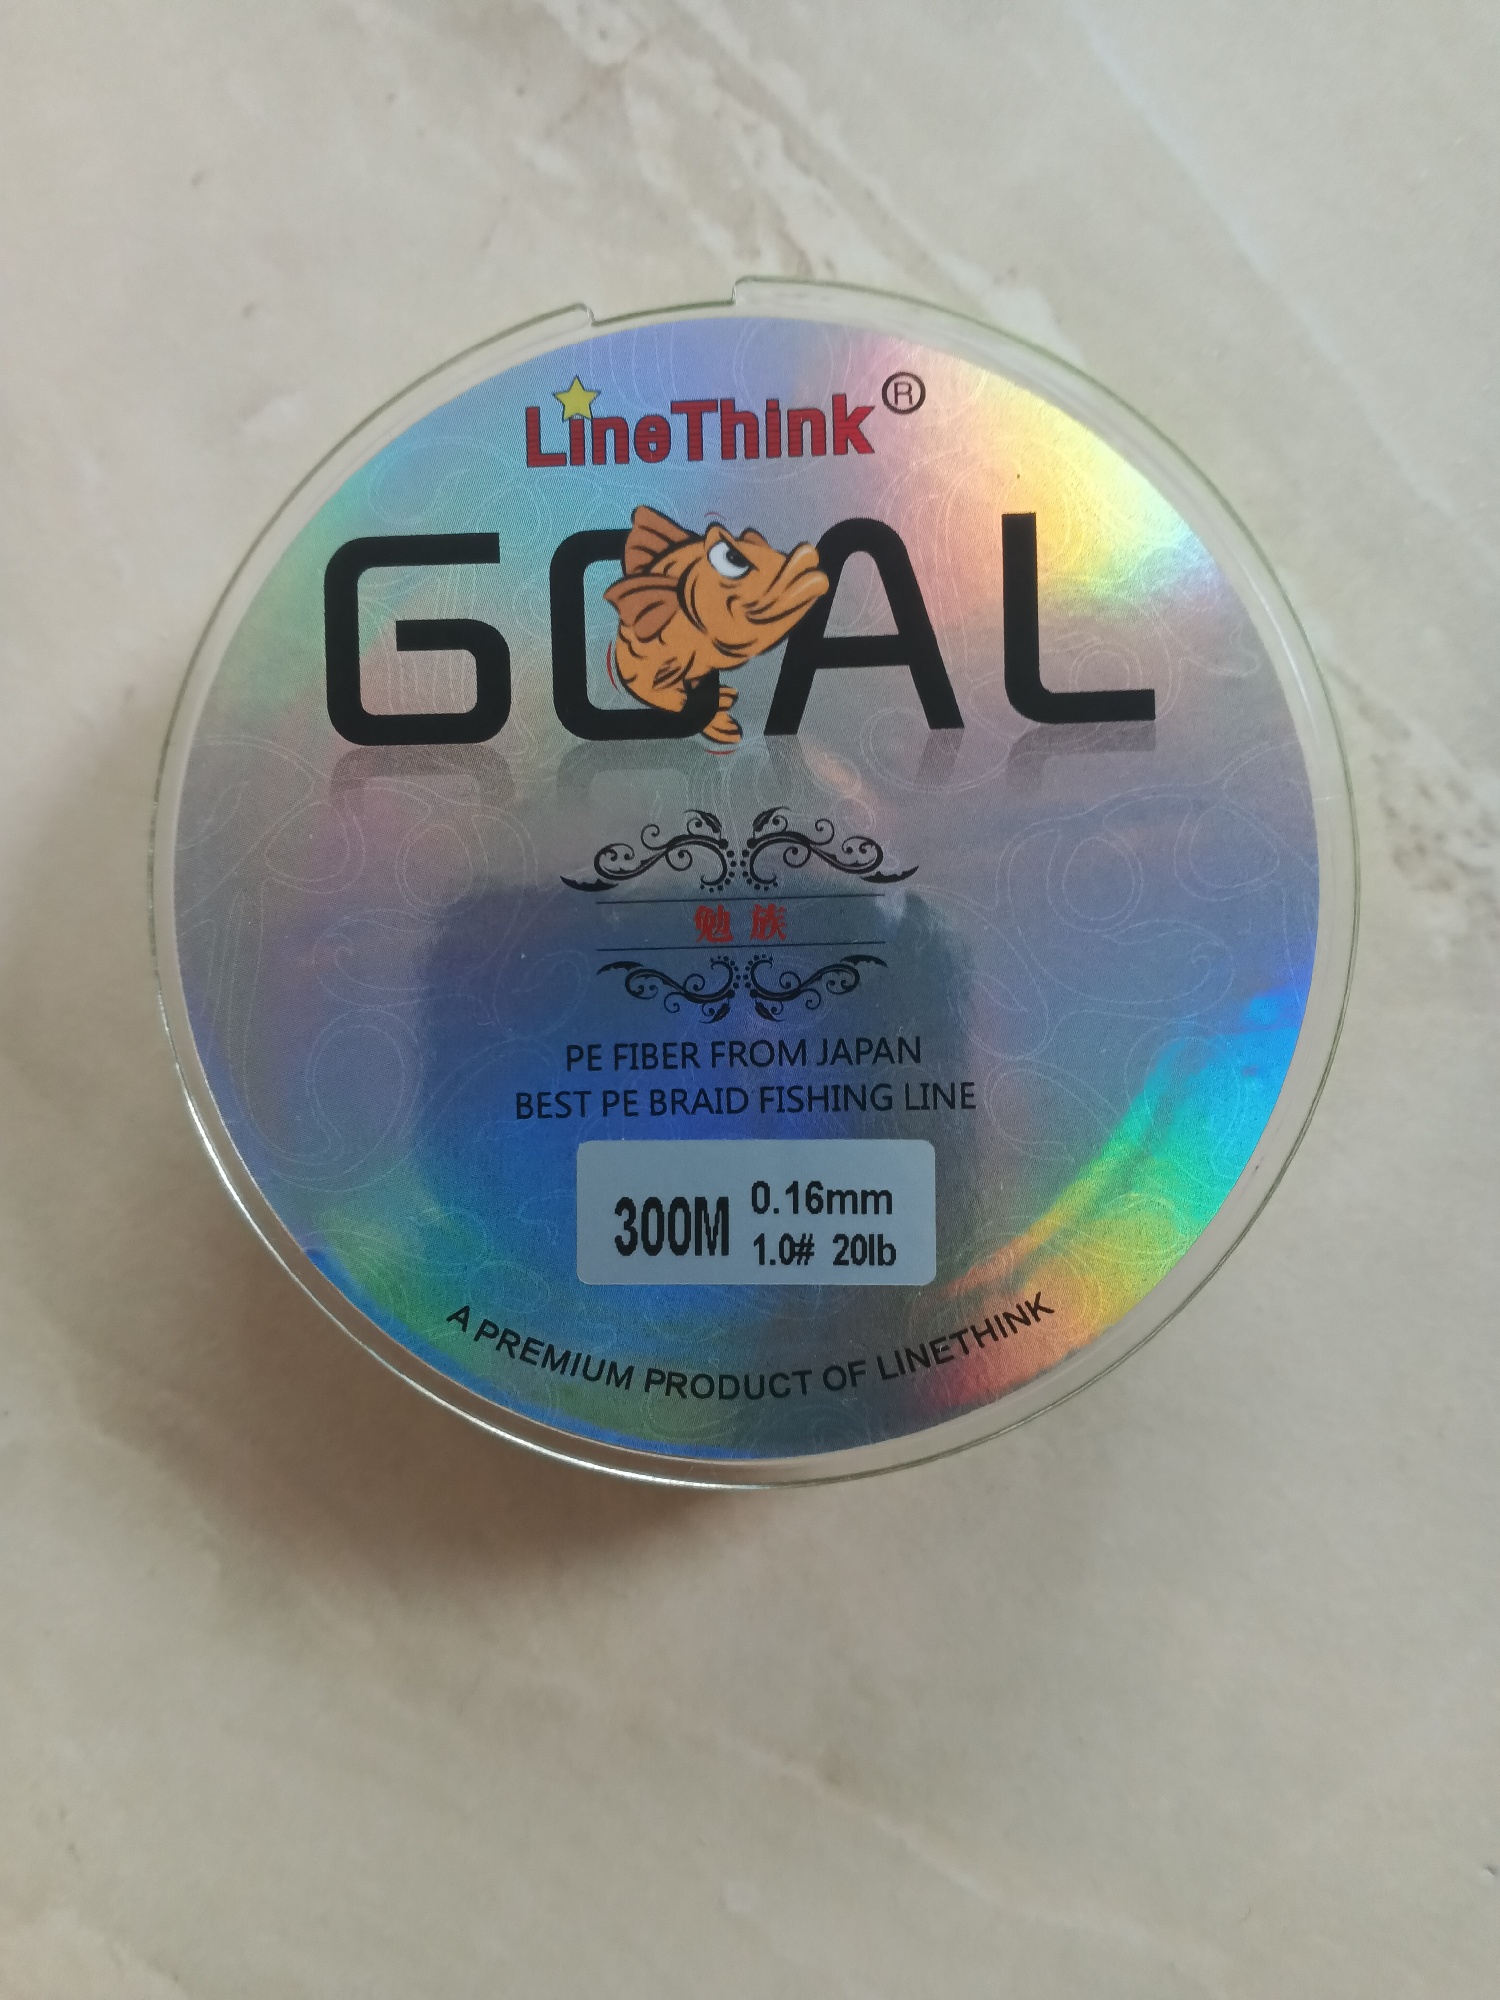 LineThink®
GOAL
勉族
PE FIBER FROM JAPAN
BEST PE BRAID FISHING LINE
300M 0.16mm
1.0# 20lb
A PREMIUM PRODUCT OF LINETHINK